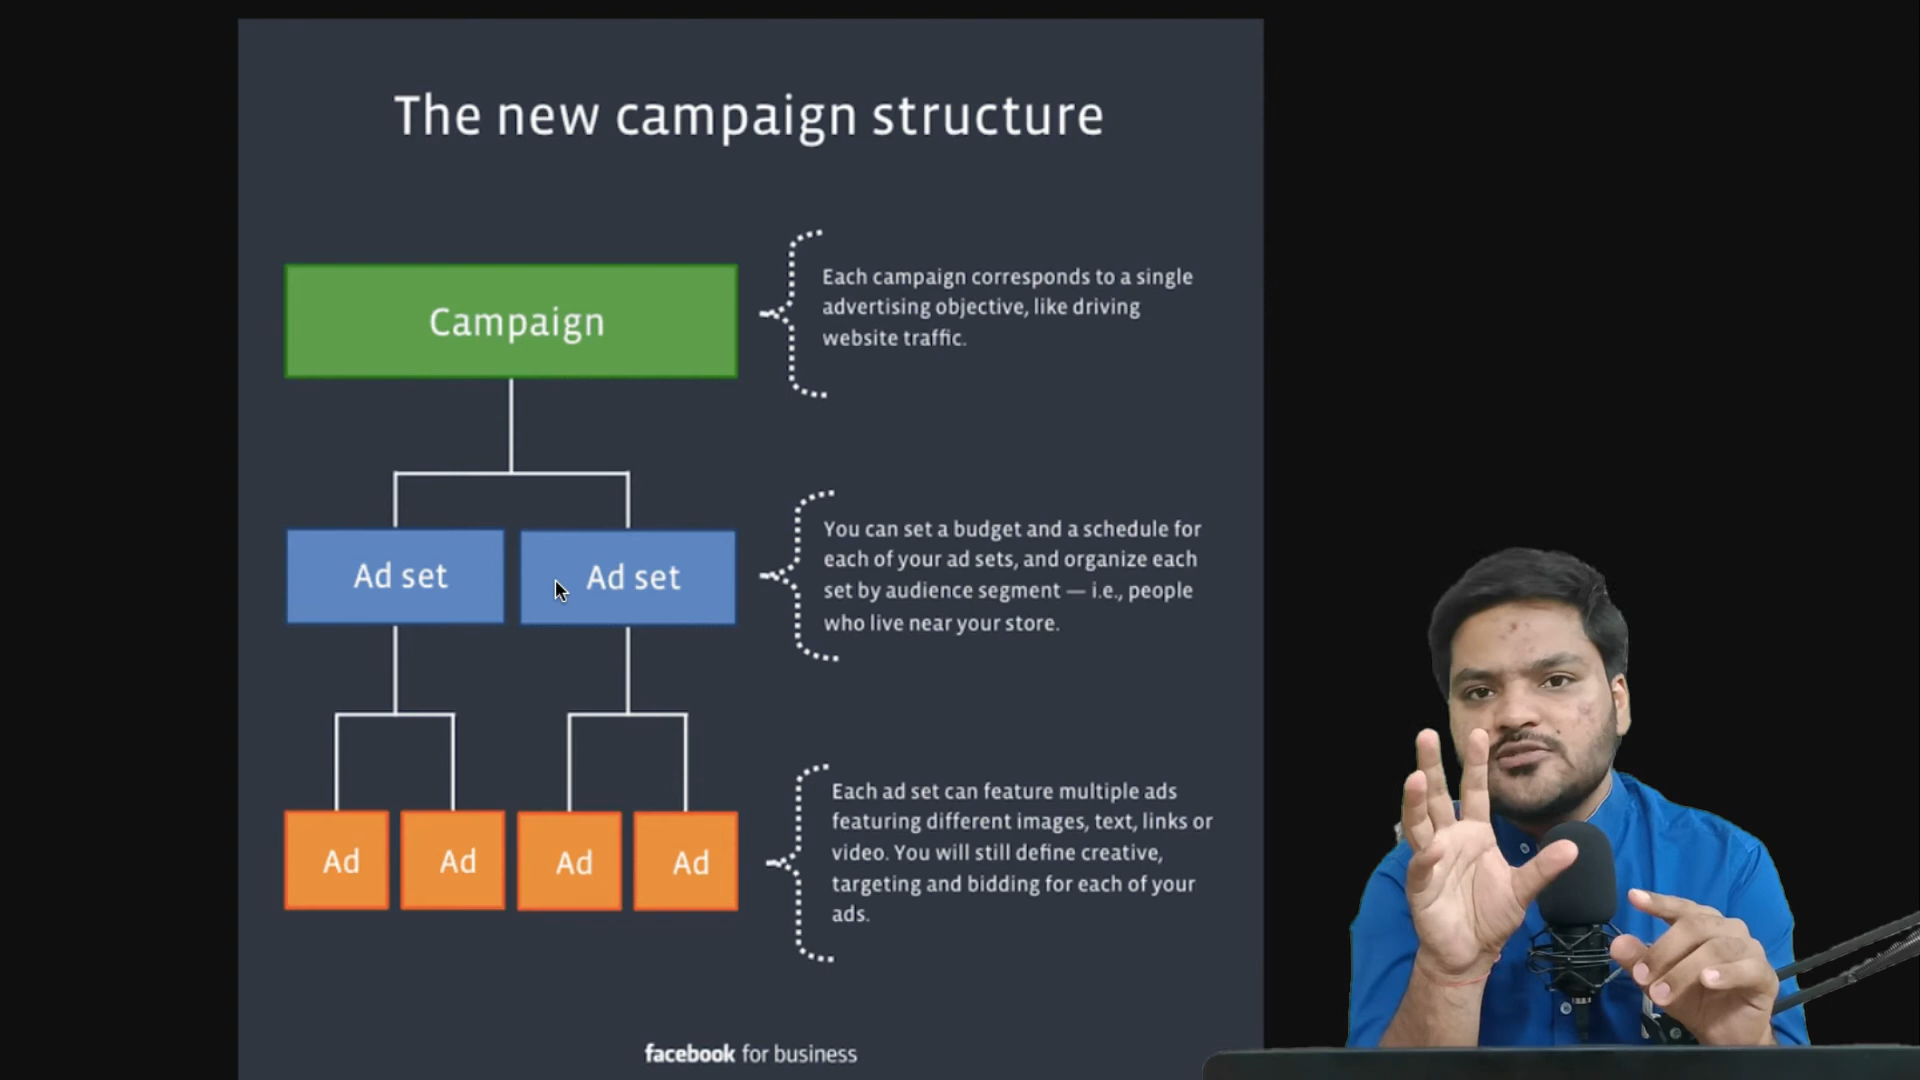 The new campaign structure
Campaign
Each campaign corresponds to a single
advertising objective, like driving
website traffic.
Ad set
Ad set
You can set a budget and a schedule for
each of your ad sets, and organize each
set by audience segment — i.e., people
who live near your store.
Ad
Ad
Ad
Ad
Each ad set can feature multiple ads
featuring different images, text, links or
video. You will still define creative,
targeting and bidding for each of your
ads.
facebook for business